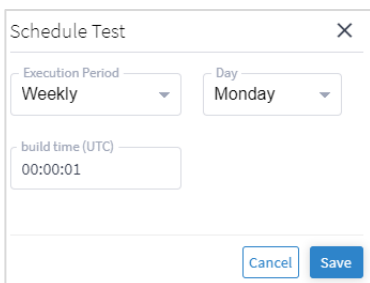 Schedule Test
Execution Period Day
Weekly Monday
build time (UTC)
00:00:01
Cancel Save